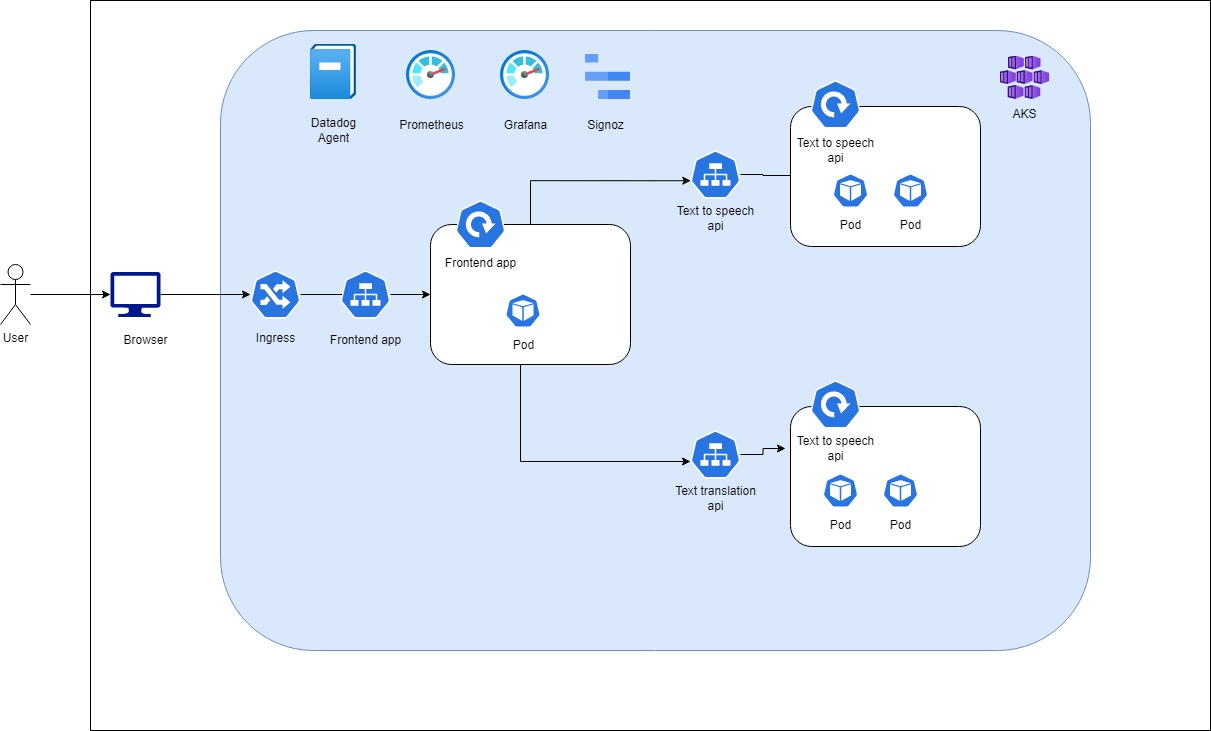 Datadog
Agent
Prometheus
Grafana
Signoz
AKS
Text to speech
api
Pod
Pod
Text to speech
api
Frontend app
Pod
User
Browser
Ingress
Frontend app
Text to speech
api
Pod
Pod
Text translation
api